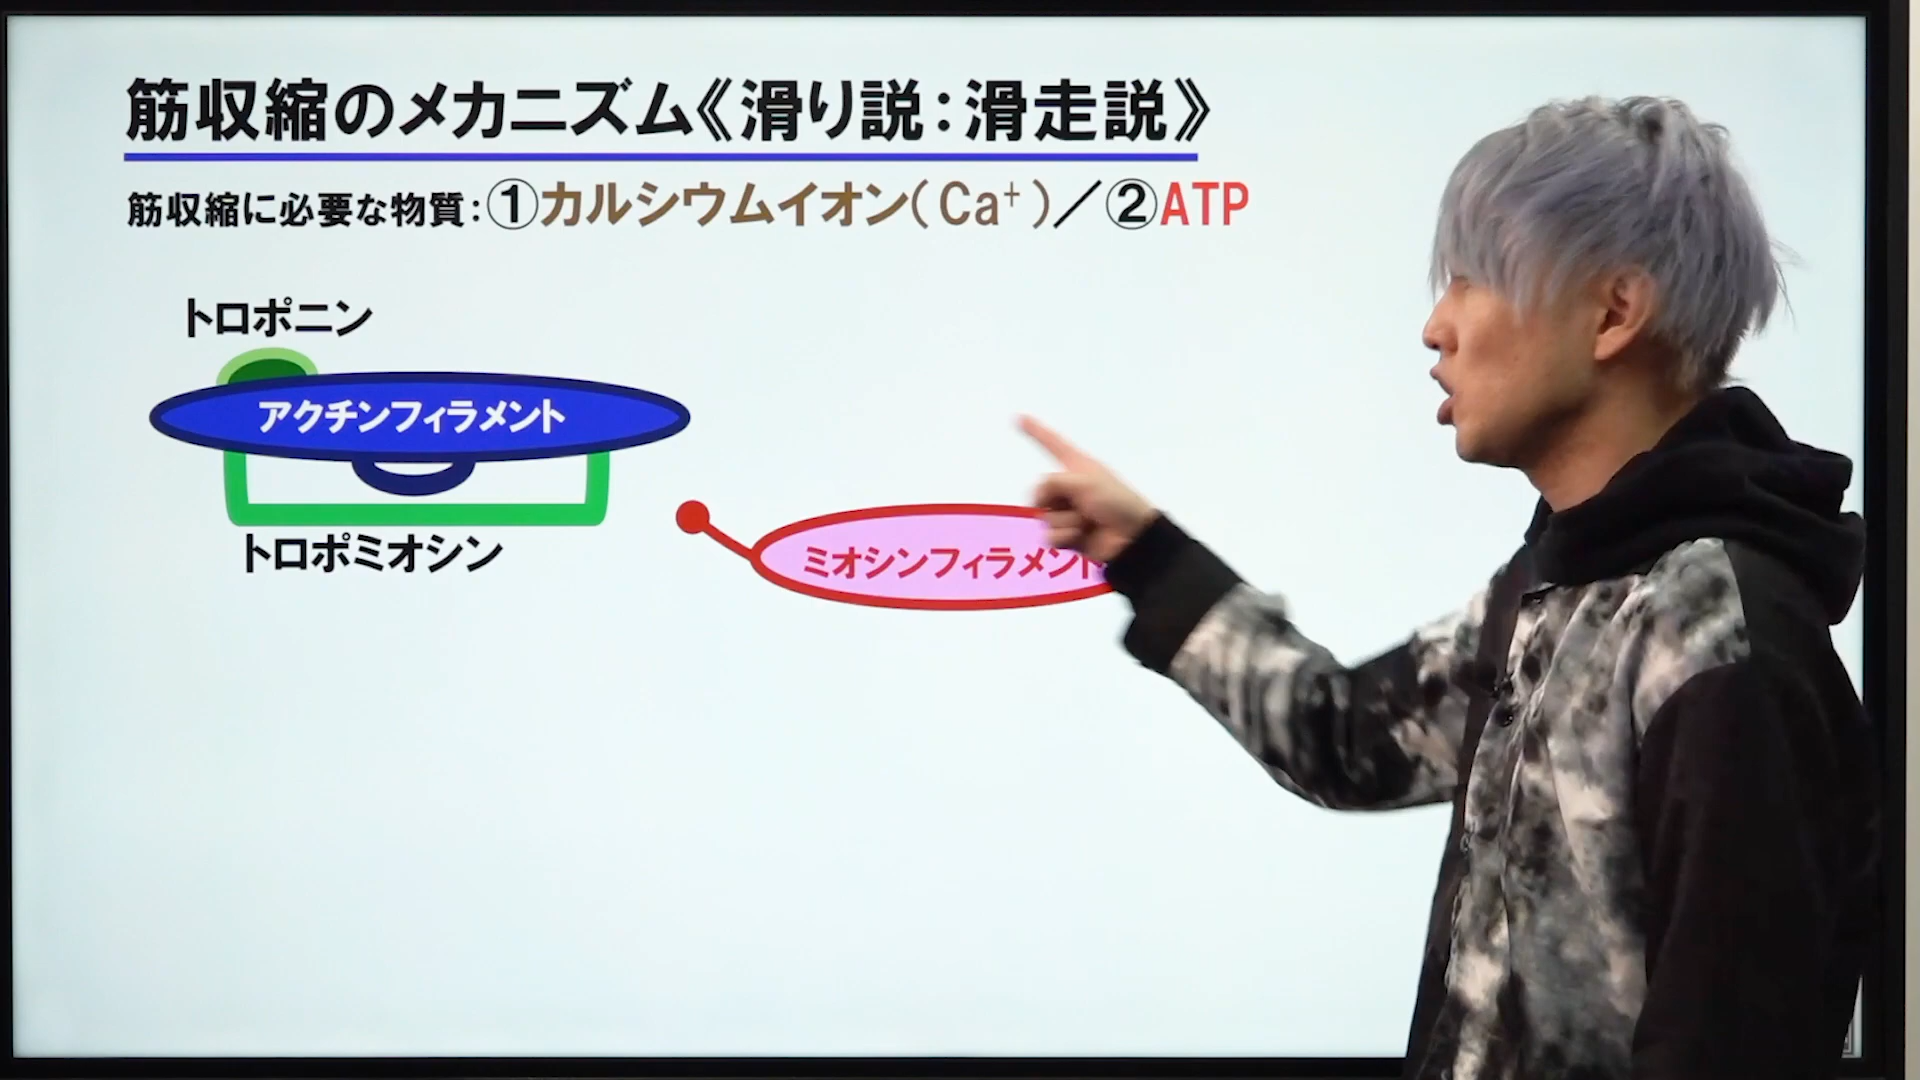 筋収縮のメカニズム《滑り説：滑走説》
筋収縮に必要な物質：①カルシウムイオン（Ca⁺）／②ATP
トロポニン
アクチンフィラメント
トロポミオシン
ミオシンフィラメント